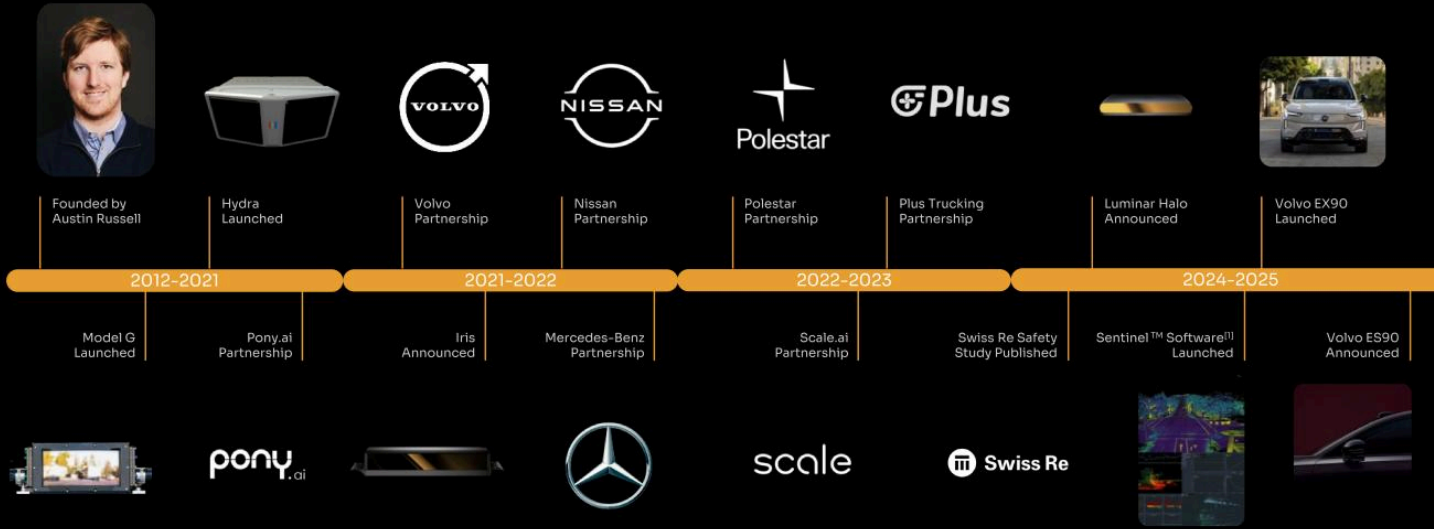 VOLVO
NISSAN
Polestar
Plus
Founded by
Austin Russell
Hydra
Launched
Volvo
Partnership
Nissan
Partnership
Polestar
Partnership
Plus Trucking
Partnership
Luminar Halo
Announced
Volvo EX90
Launched
2012-2021
2021-2022
2022-2023
2024-2025
Model G
Launched
Pony.ai
Partnership
Iris
Announced
Mercedes-Benz
Partnership
Scale.ai
Partnership
Swiss Re Safety
Study Published
Sentinel™ Software[1]
Launched
Volvo ES90
Announced
pony.ai
scale
Swiss Re